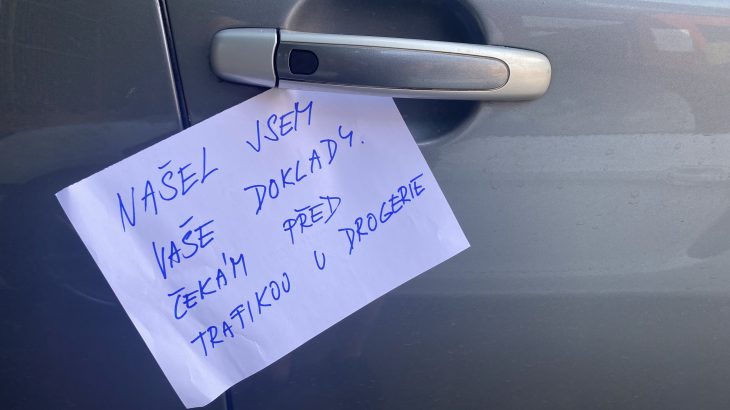 NAŠEL JSEM
VAŠE DOKLADY.
ČEKÁM PŘED
TRAFIKOU U DROGERIE